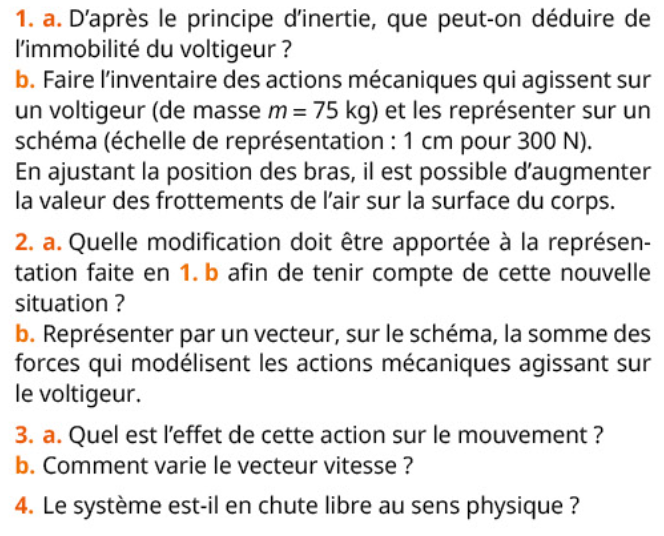 1. a. D’après le principe d’inertie, que peut-on déduire de
l’immobilité du voltigeur ?
b. Faire l’inventaire des actions mécaniques qui agissent sur
un voltigeur (de masse m = 75 kg) et les représenter sur un
schéma (échelle de représentation : 1 cm pour 300 N).
En ajustant la position des bras, il est possible d’augmenter
la valeur des frottements de l’air sur la surface du corps.
2. a. Quelle modification doit être apportée à la représen-
tation faite en 1. b afin de tenir compte de cette nouvelle
situation ?
b. Représenter par un vecteur, sur le schéma, la somme des
forces qui modélisent les actions mécaniques agissant sur
le voltigeur.
3. a. Quel est l’effet de cette action sur le mouvement ?
b. Comment varie le vecteur vitesse ?
4. Le système est-il en chute libre au sens physique ?